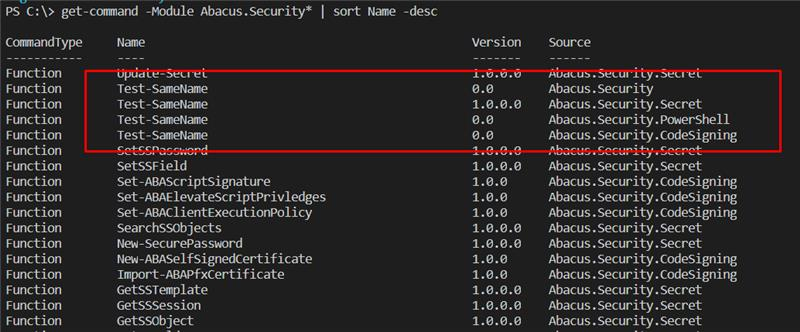 PS C:\> get-command -Module Abacus.Security* | sort Name -desc
CommandType Name Version Source
----------- ---- ------- ------
Function Update-Secret 1.0.0.0 Abacus.Security.Secret
Function Test-SameName 0.0 Abacus.Security
Function Test-SameName 1.0.0.0 Abacus.Security.Secret
Function Test-SameName 0.0 Abacus.Security.PowerShell
Function Test-SameName 0.0 Abacus.Security.CodeSigning
Function SetSSPassword 1.0.0.0 Abacus.Security.Secret
Function SetSSField 1.0.0.0 Abacus.Security.Secret
Function Set-ABAScriptSignature 1.0.0 Abacus.Security.CodeSigning
Function Set-ABAElevateScriptPrivledges 1.0.0 Abacus.Security.CodeSigning
Function Set-ABAClientExecutionPolicy 1.0.0 Abacus.Security.CodeSigning
Function SearchSSObjects 1.0.0.0 Abacus.Security.Secret
Function New-SecurePassword 1.0.0.0 Abacus.Security.Secret
Function New-ABASelfSignedCertificate 1.0.0 Abacus.Security.CodeSigning
Function Import-ABAPfxCertificate 1.0.0 Abacus.Security.CodeSigning
Function GetSSTemplate 1.0.0.0 Abacus.Security.Secret
Function GetSSSession 1.0.0.0 Abacus.Security.Secret
Function GetSSObject 1.0.0.0 Abacus.Security.Secret